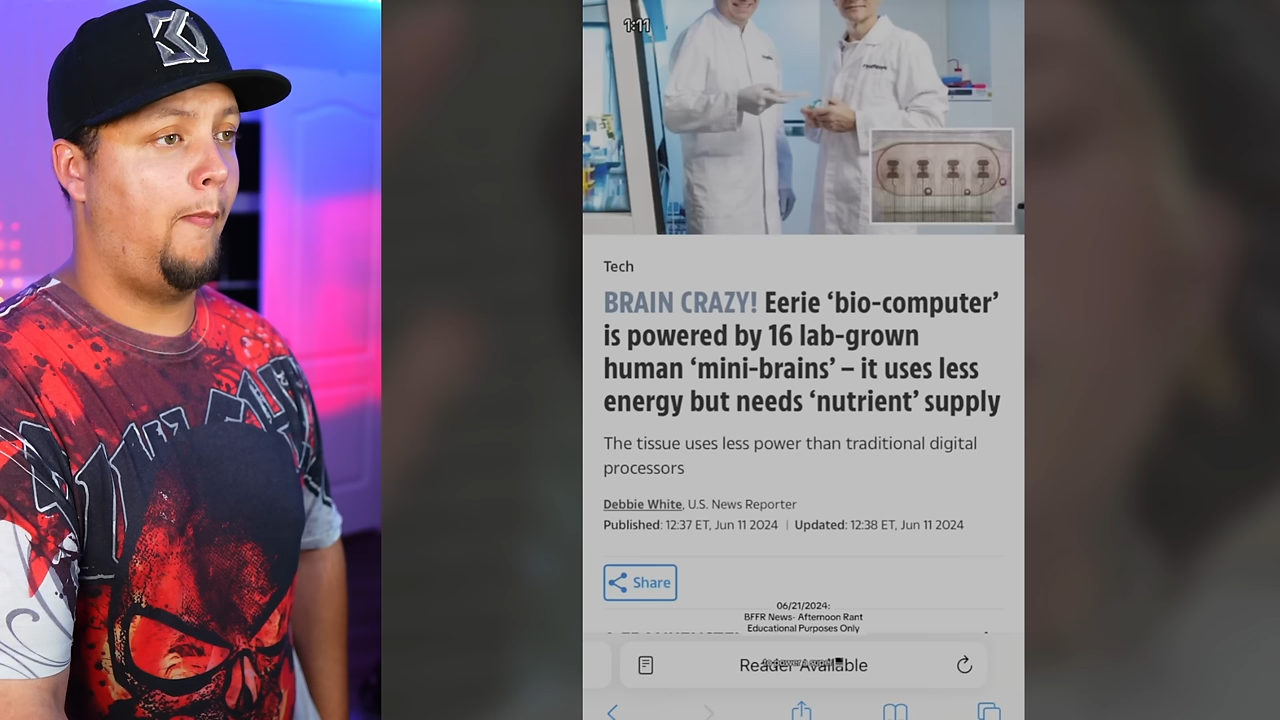 1:11
Tech
BRAIN CRAZY! Eerie ‘bio-computer’
is powered by 16 lab-grown
human ‘mini-brains’ – it uses less
energy but needs ‘nutrient’ supply
The tissue uses less power than traditional digital
processors
Debbie White, U.S. News Reporter
Published: 12:37 ET, Jun 11 2024 | Updated: 12:38 ET, Jun 11 2024
Share
06/21/2024:
BFFR News- Afternoon Rant
Educational Purposes Only
Reader Available